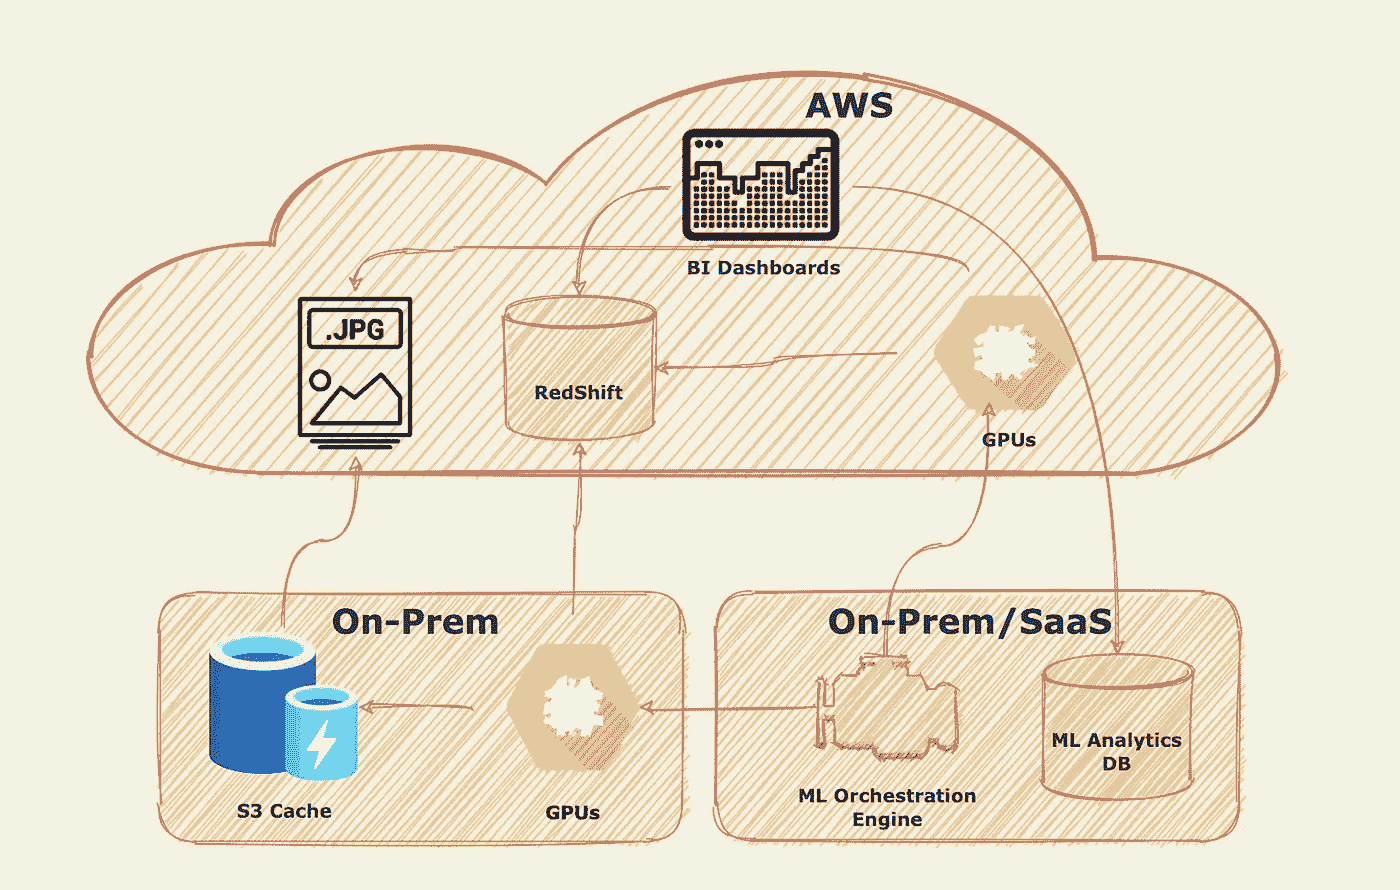 AWS
BI Dashboards
.JPG
RedShift
GPUs
On-Prem
On-Prem/SaaS
S3 Cache
GPUs
ML Orchestration
Engine
ML Analytics
DB